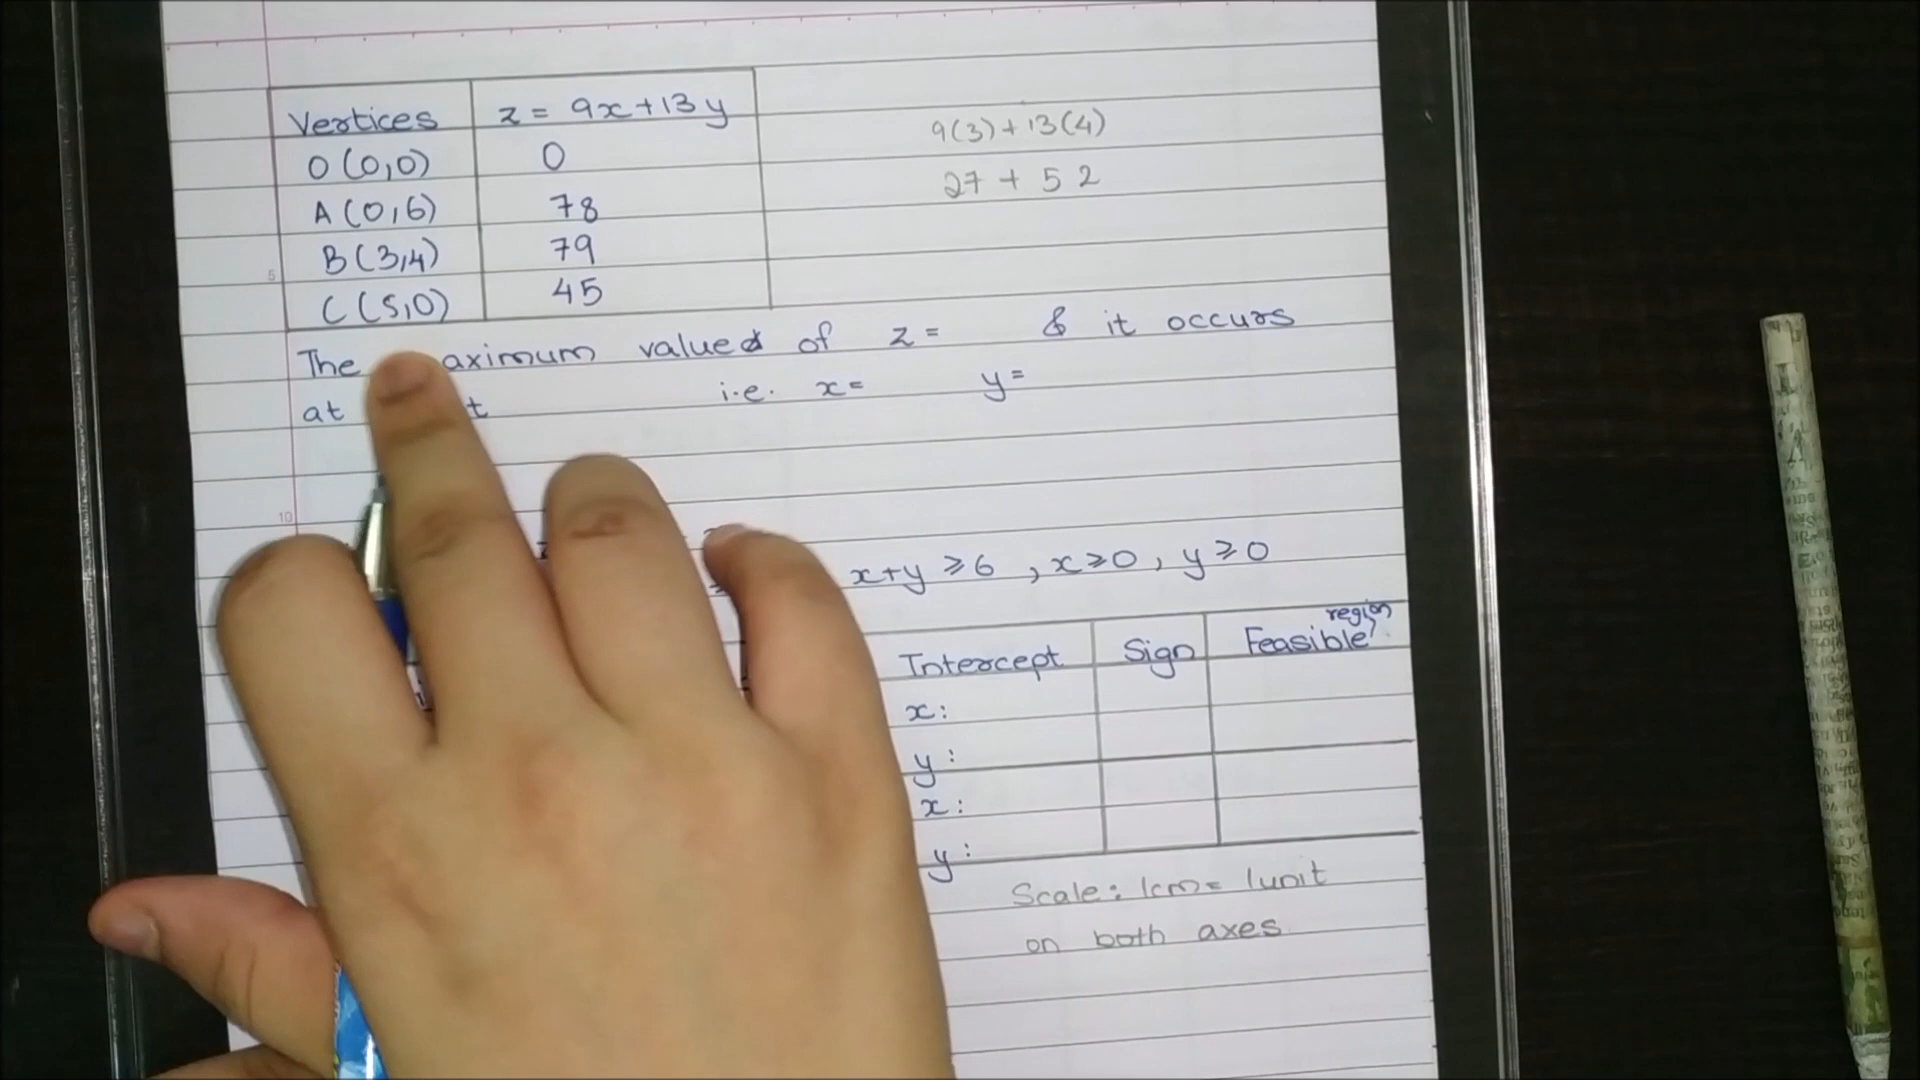 Vertices z = 9x+13y
O (0,0) 0
A (0,6) 78
B (3,4) 79
C (5,0) 45
9(3)+13(4)
27 + 52
5
The aximum value of z = & it occurs
at t i.e. x= y=
10
x+y ≥6 , x≥0 , y ≥0
Intercept Sign Feasible region
x:
y:
x:
y:
Scale: 1cm= 1unit
on both axes